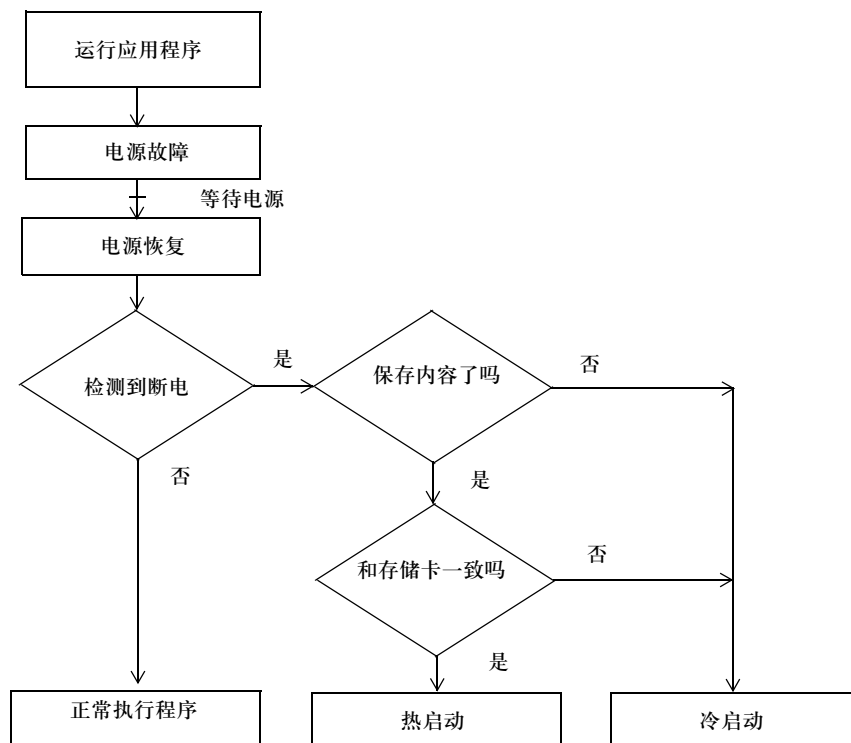 运行应用程序
电源故障
等待电源
电源恢复
是
保存内容了吗
否
检测到断电
否
是
和存储卡一致吗
否
是
正常执行程序
热启动
冷启动